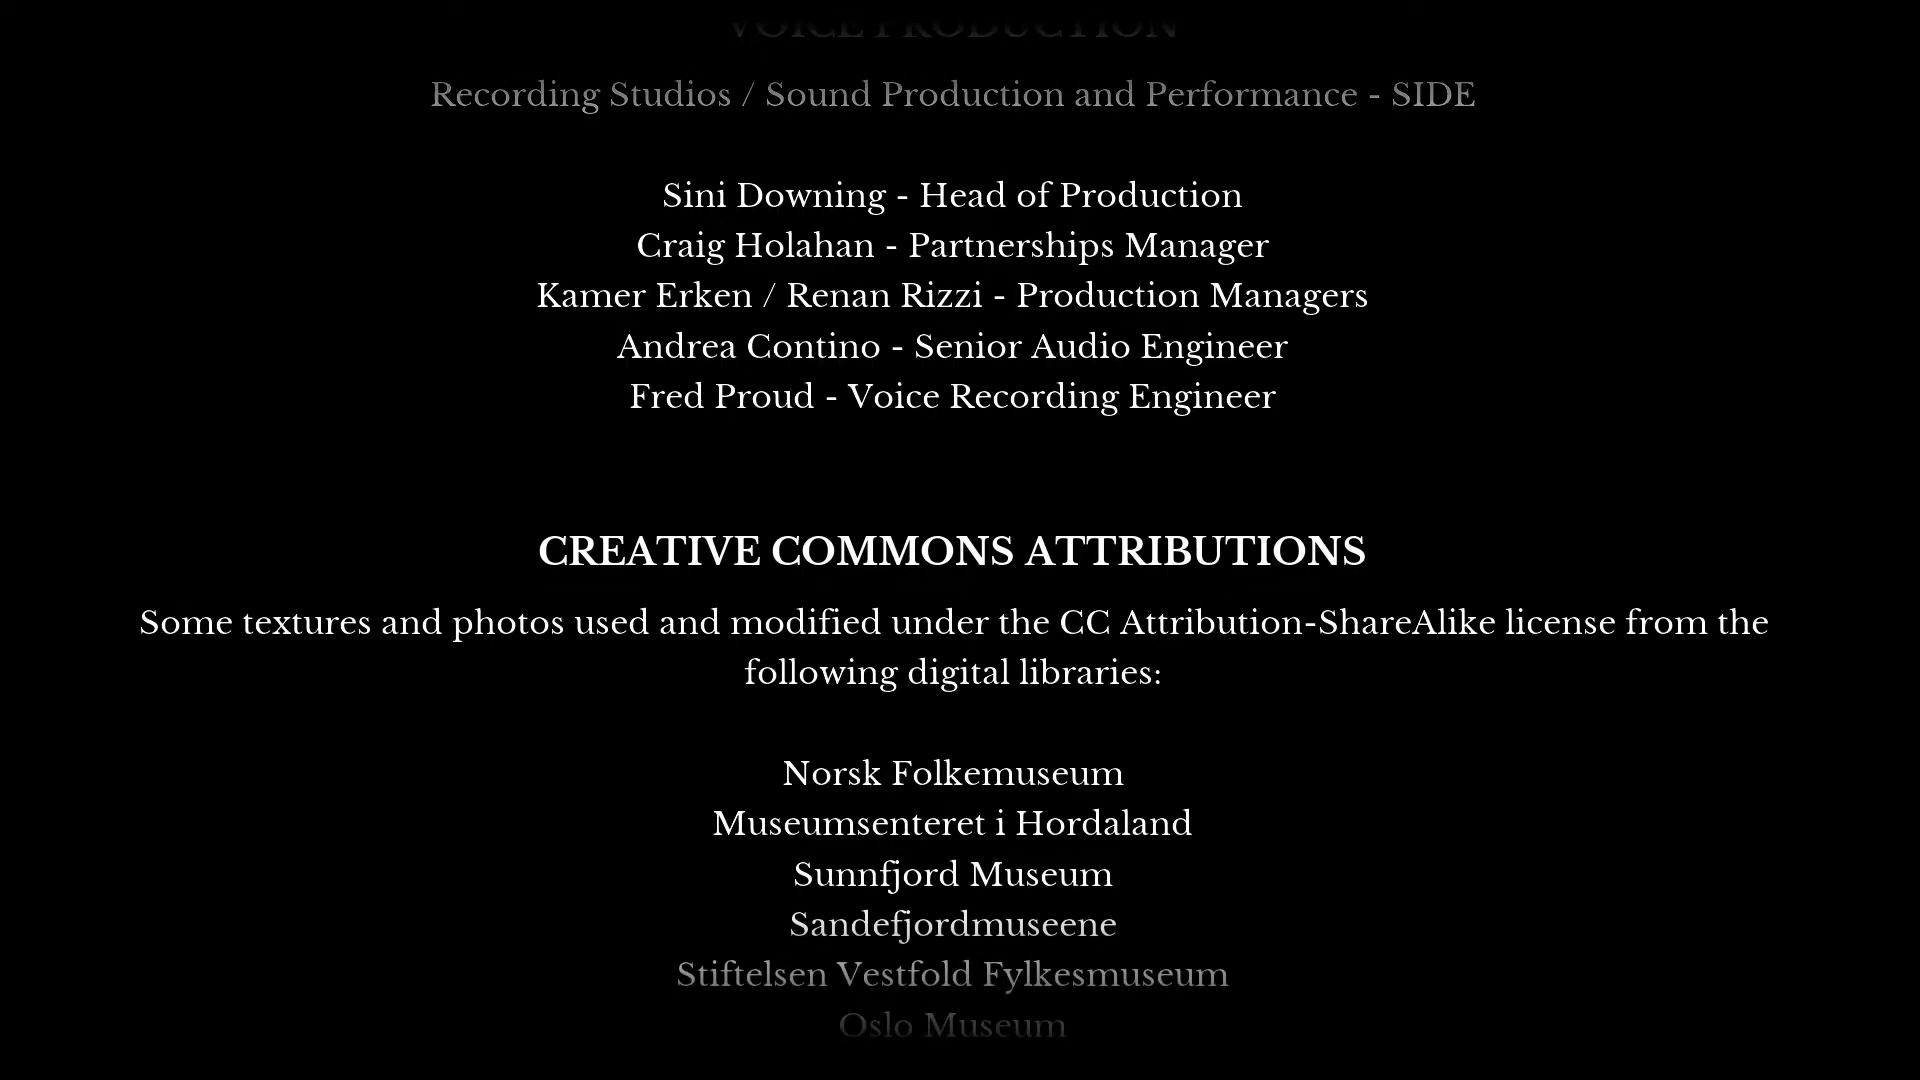 VOICE PRODUCTION
Recording Studios / Sound Production and Performance - SIDE
Sini Downing - Head of Production
Craig Holahan - Partnerships Manager
Kamer Erken / Renan Rizzi - Production Managers
Andrea Contino - Senior Audio Engineer
Fred Proud - Voice Recording Engineer
CREATIVE COMMONS ATTRIBUTIONS
Some textures and photos used and modified under the CC Attribution-ShareAlike license from the
following digital libraries:
Norsk Folkemuseum
Museumsenteret i Hordaland
Sunnfjord Museum
Sandefjordmuseene
Stiftelsen Vestfold Fylkesmuseum
Oslo Museum